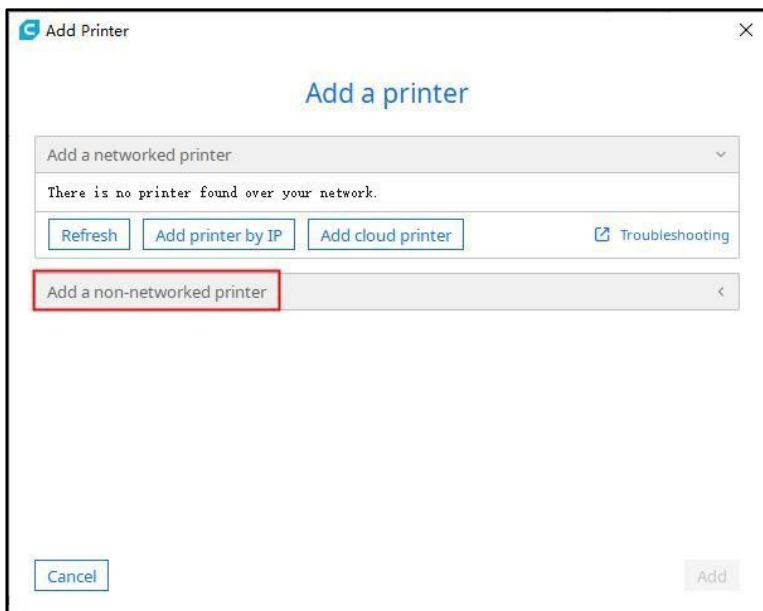 Add Printer
Add a printer
Add a networked printer
There is no printer found over your network.
Refresh Add printer by IP Add cloud printer Troubleshooting
Add a non-networked printer
Cancel Add